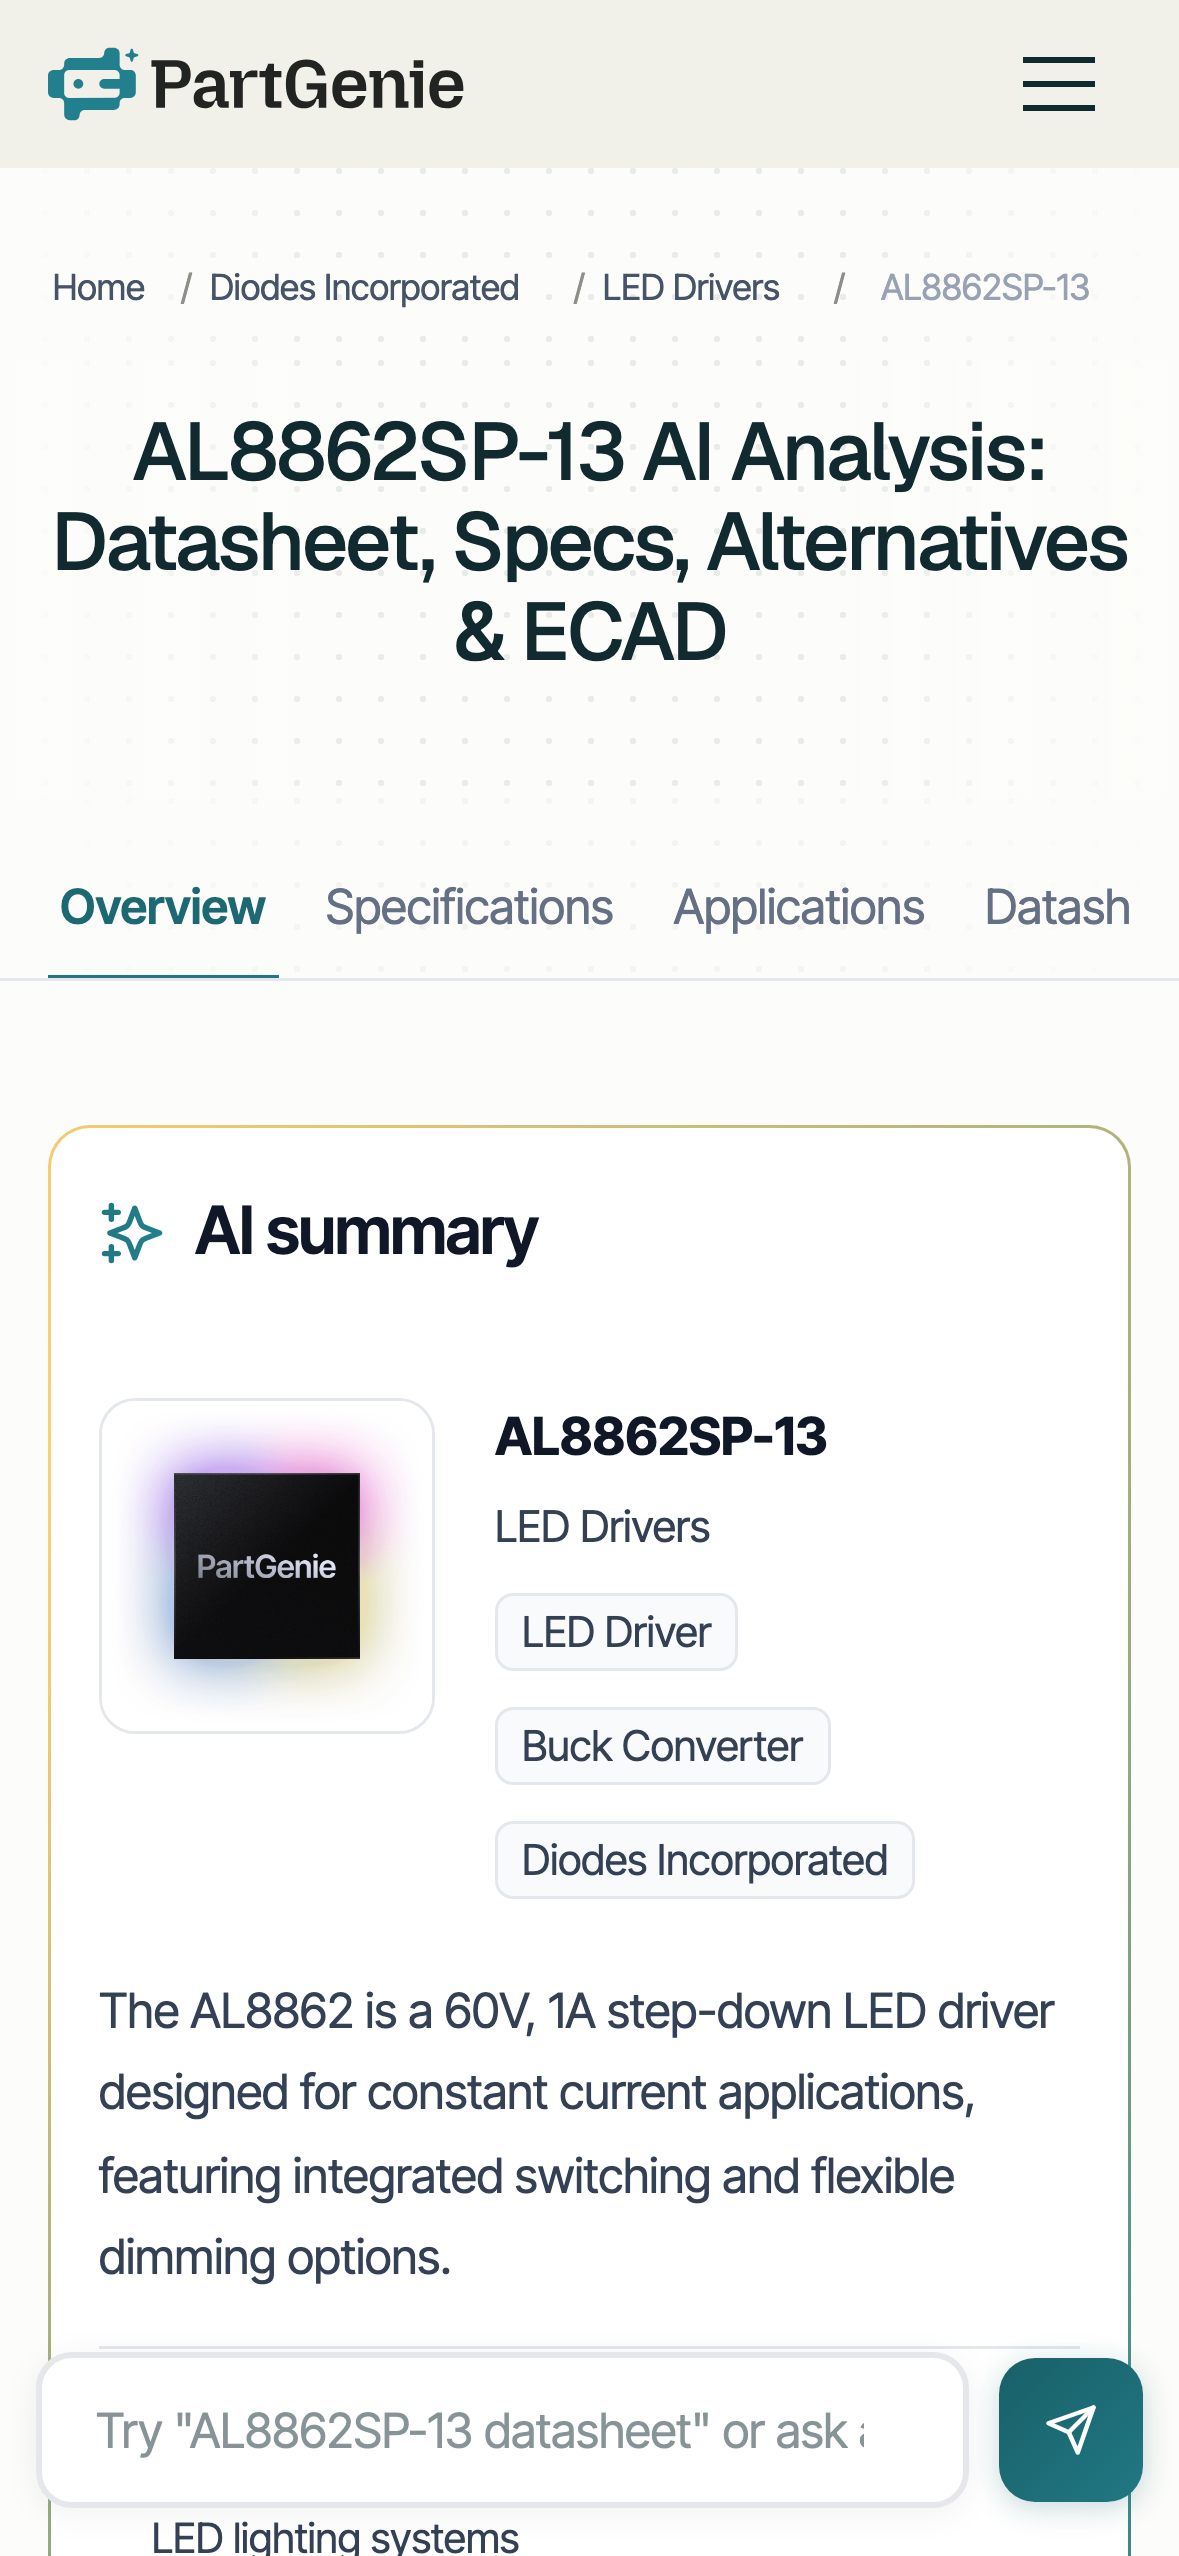 PartGenie
Home / Diodes Incorporated / LED Drivers / AL8862SP-13
AL8862SP-13 AI Analysis:
Datasheet, Specs, Alternatives
& ECAD
Overview Specifications Applications Datash
AI summary
PartGenie
AL8862SP-13
LED Drivers
LED Driver
Buck Converter
Diodes Incorporated
The AL8862 is a 60V, 1A step-down LED driver
designed for constant current applications,
featuring integrated switching and flexible
dimming options.
Try "AL8862SP-13 datasheet" or ask
LED lighting systems